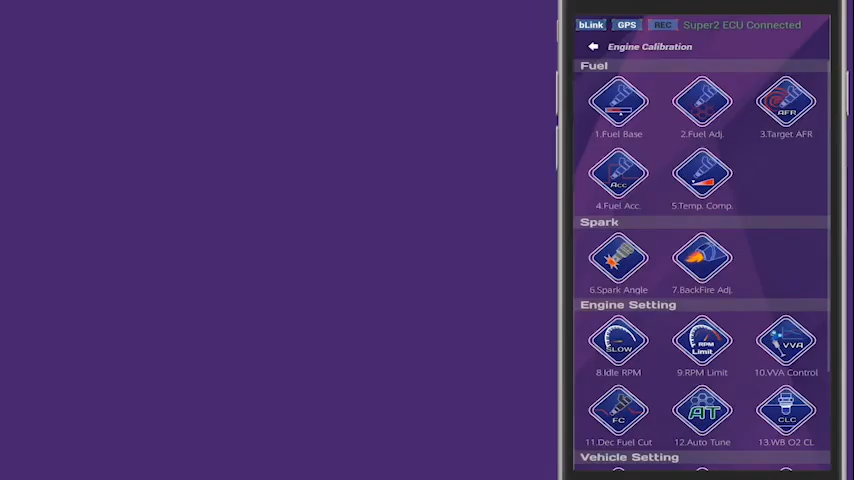 bLink GPS REC Super2 ECU Connected
Engine Calibration
Fuel
AFR
1.Fuel Base 2.Fuel Adj. 3.Target AFR
Acc
4.Fuel Acc. 5.Temp. Comp.
Spark
6.Spark Angle 7.BackFire Adj.
Engine Setting
SLOW RPM Limit VVA
8.Idle RPM 9.RPM Limit 10.VVA Control
FC AT CLC
11.Dec Fuel Cut 12.Auto Tune 13.WB O2 CL
Vehicle Setting